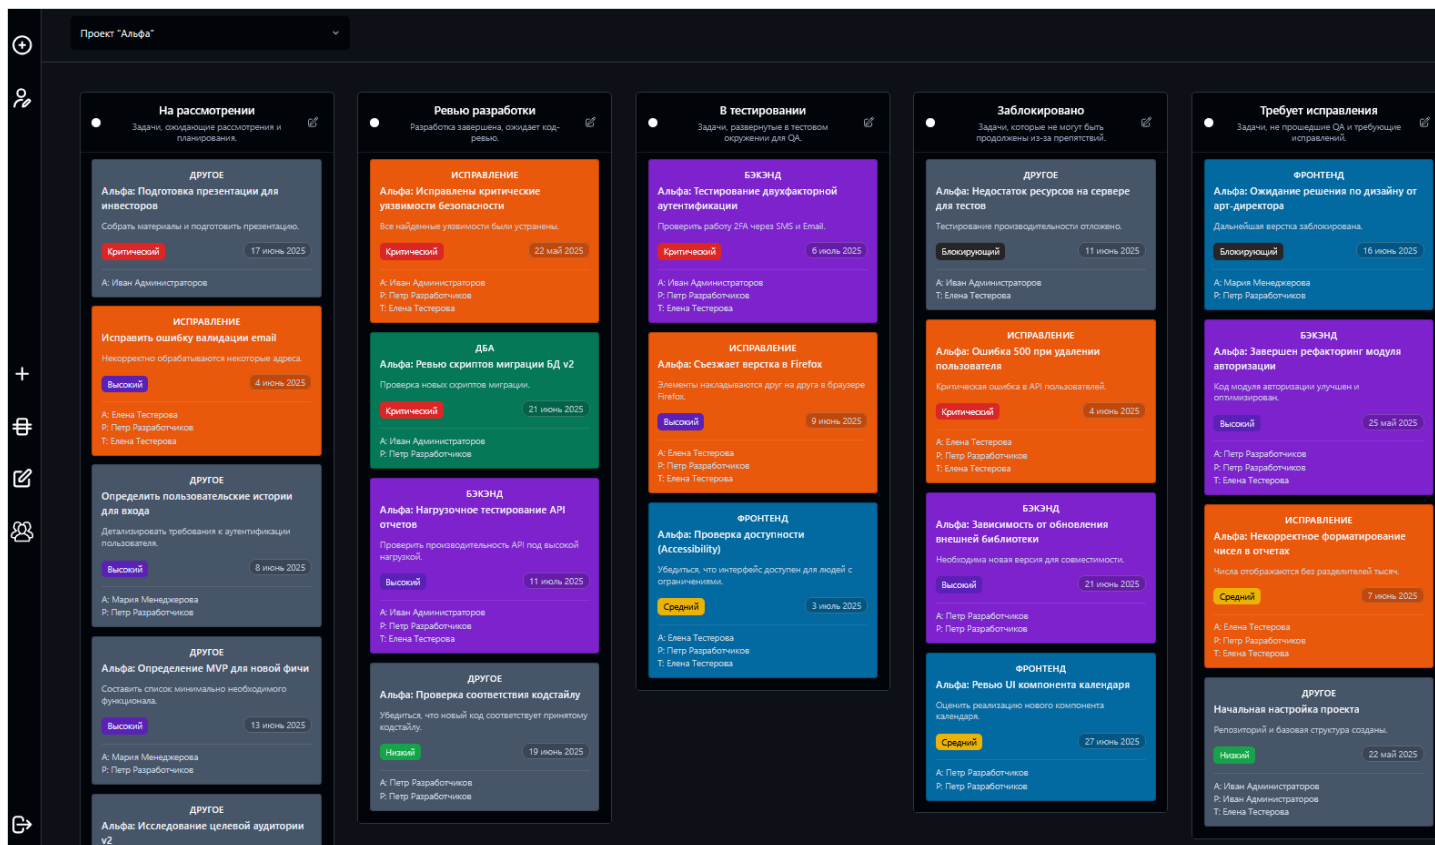 Проект "Альфа"
На рассмотрении
Задачи, ожидающие рассмотрения и
планирования.
ДРУГОЕ
Альфа: Подготовка презентации для
инвесторов
Собрать материалы и подготовить презентацию.
Критический
17 июнь 2025
А: Иван Администраторов
ИСПРАВЛЕНИЕ
Исправить ошибку валидации email
Некорректно обрабатываются некоторые адреса.
Высокий
4 июнь 2025
А: Елена Тестерова
Р: Петр Разработчиков
Т: Елена Тестерова
ДРУГОЕ
Определить пользовательские истории
для входа
Детализировать требования к аутентификации
пользователя.
Высокий
8 июнь 2025
А: Мария Менеджерова
Р: Петр Разработчиков
ДРУГОЕ
Альфа: Определение MVP для новой фичи
Составить список минимально необходимого
функционала.
Высокий
13 июнь 2025
А: Мария Менеджерова
Р: Петр Разработчиков
ДРУГОЕ
Альфа: Исследование целевой аудитории
v2
Ревью разработки
Разработка завершена, ожидает код-
ревью.
ИСПРАВЛЕНИЕ
Альфа: Исправлены критические
уязвимости безопасности
Все найденные уязвимости были устранены.
Критический
22 май 2025
А: Иван Администраторов
Р: Петр Разработчиков
Т: Елена Тестерова
ДБА
Альфа: Ревью скриптов миграции БД v2
Проверка новых скриптов миграции.
Критический
21 июнь 2025
А: Иван Администраторов
Р: Петр Разработчиков
БЭКЭНД
Альфа: Нагрузочное тестирование API
отчетов
Проверить производительность API под высокой
нагрузкой.
Высокий
11 июль 2025
А: Иван Администраторов
Р: Петр Разработчиков
Т: Елена Тестерова
ДРУГОЕ
Альфа: Проверка соответствия кодстайлу
Убедиться, что новый код соответствует принятому
кодстайлу.
Низкий
19 июнь 2025
А: Петр Разработчиков
Р: Петр Разработчиков
В тестировании
Задачи, развернутые в тестовом
окружении для QA.
БЭКЭНД
Альфа: Тестирование двухфакторной
аутентификации
Проверить работу 2FA через SMS и Email.
Критический
6 июль 2025
А: Иван Администраторов
Р: Петр Разработчиков
Т: Елена Тестерова
ИСПРАВЛЕНИЕ
Альфа: Съезжает верстка в Firefox
Элементы накладываются друг на друга в браузере
Firefox.
Высокий
9 июнь 2025
А: Елена Тестерова
Р: Петр Разработчиков
Т: Елена Тестерова
ФРОНТЕНД
Альфа: Проверка доступности
(Accessibility)
Убедиться, что интерфейс доступен для людей с
ограничениями.
Средний
3 июль 2025
А: Елена Тестерова
Р: Петр Разработчиков
Т: Елена Тестерова
Заблокировано
Задачи, которые не могут быть
продолжены из-за препятствий.
ДРУГОЕ
Альфа: Недостаток ресурсов на сервере
для тестов
Тестирование производительности отложено.
Блокирующий
11 июнь 2025
А: Иван Администраторов
Т: Елена Тестерова
ИСПРАВЛЕНИЕ
Альфа: Ошибка 500 при удалении
пользователя
Критическая ошибка в API пользователей.
Критический
4 июнь 2025
А: Елена Тестерова
Р: Петр Разработчиков
Т: Елена Тестерова
БЭКЭНД
Альфа: Зависимость от обновления
внешней библиотеки
Необходима новая версия для совместимости.
Высокий
21 июнь 2025
А: Петр Разработчиков
Р: Петр Разработчиков
ФРОНТЕНД
Альфа: Ревью UI компонента календаря
Оценить реализацию нового компонента
календаря.
Средний
27 июнь 2025
А: Петр Разработчиков
Р: Петр Разработчиков
Требует исправления
Задачи, не прошедшие QA и требующие
исправлений.
ФРОНТЕНД
Альфа: Ожидание решения по дизайну от
арт-директора
Дальнейшая верстка заблокирована.
Блокирующий
16 июнь 2025
А: Мария Менеджерова
Р: Петр Разработчиков
БЭКЭНД
Альфа: Завершен рефакторинг модуля
авторизации
Код модуля авторизации улучшен и
оптимизирован.
Высокий
25 май 2025
А: Петр Разработчиков
Р: Петр Разработчиков
Т: Елена Тестерова
ИСПРАВЛЕНИЕ
Альфа: Некорректное форматирование
чисел в отчетах
Числа отображаются без разделителей тысяч.
Средний
7 июнь 2025
А: Елена Тестерова
Р: Петр Разработчиков
Т: Елена Тестерова
ДРУГОЕ
Начальная настройка проекта
Репозиторий и базовая структура созданы.
Низкий
22 май 2025
А: Иван Администраторов
Р: Иван Администраторов
Т: Елена Тестерова